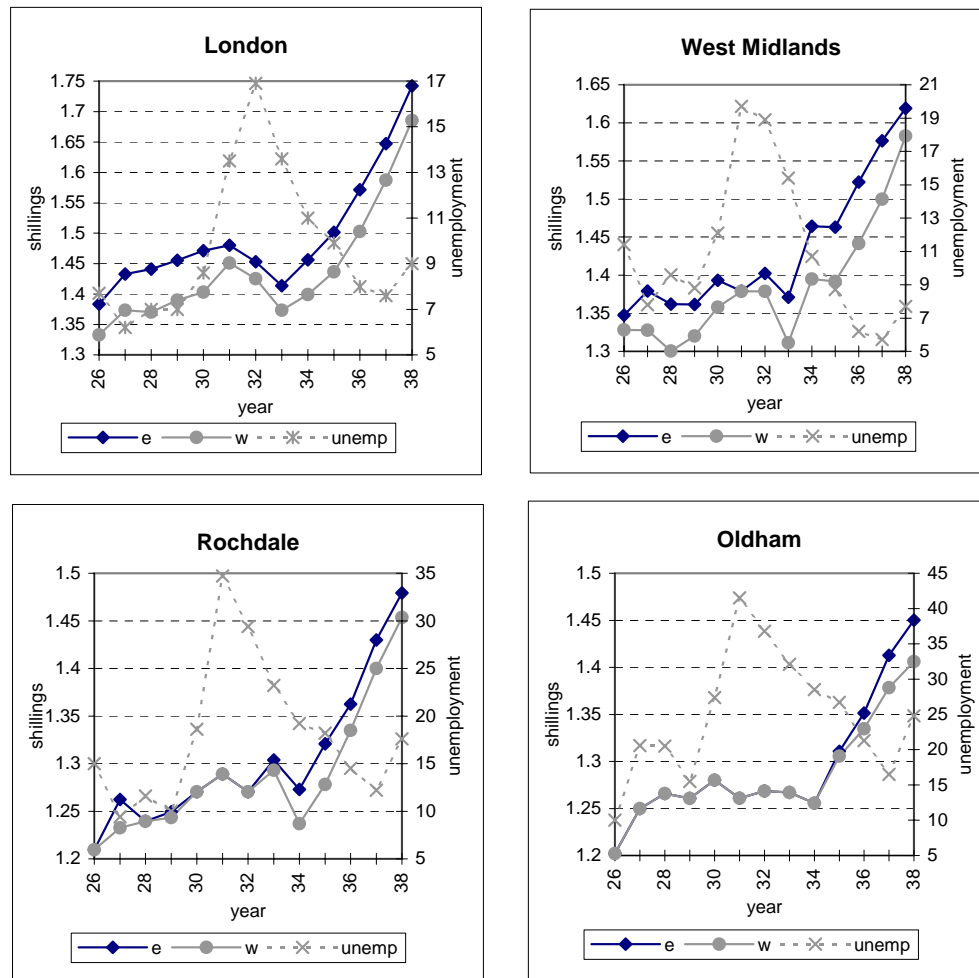 London
1.75
1.7
1.65
1.6
1.55
1.5
1.45
1.4
1.35
1.3
shillings
17
15
13
11
9
7
5
unemployment
26 28 30 32 34 36 38
year
e w unemp
West Midlands
1.65
1.6
1.55
1.5
1.45
1.4
1.35
1.3
shillings
21
19
17
15
13
11
9
7
5
unemployment
26 28 30 32 34 36 38
year
e w unemp
Rochdale
1.5
1.45
1.4
1.35
1.3
1.25
1.2
shillings
35
30
25
20
15
10
5
unemployment
26 28 30 32 34 36 38
year
e w unemp
Oldham
1.5
1.45
1.4
1.35
1.3
1.25
1.2
shillings
45
40
35
30
25
20
15
10
5
unemployment
26 28 30 32 34 36 38
year
e w unemp